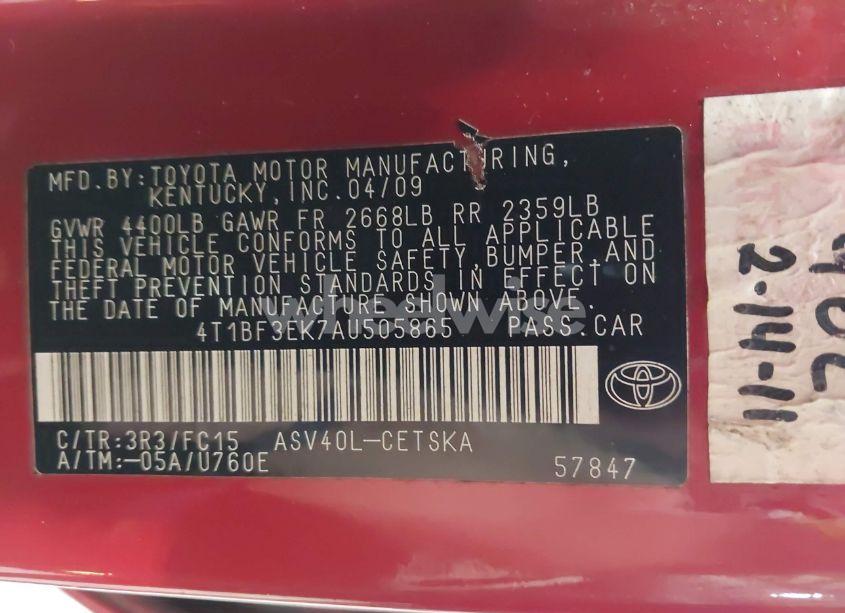 MFD. BY: TOYOTA MOTOR MANUFACTURING,
KENTUCKY, INC. 04/09
GVWR 4400LB GAWR FR 2668LB RR 2359LB
THIS VEHICLE CONFORMS TO ALL APPLICABLE
FEDERAL MOTOR VEHICLE SAFETY, BUMPER, AND
THEFT PREVENTION STANDARDS IN EFFECT ON
THE DATE OF MANUFACTURE SHOWN ABOVE.
wheelwise
4T1BF3EK7AU505865 PASS. CAR
C/TR: 3R3/FC15 ASV40L-CETSKA
A/TM: -05A/U760E 57847
2-14-11